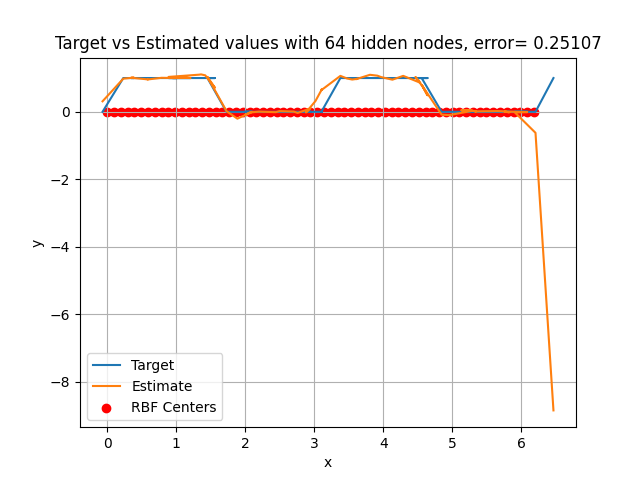 Target vs Estimated values with 64 hidden nodes, error= 0.25107
y
0
−2
−4
−6
−8
Target
Estimate
RBF Centers
0 1 2 3 4 5 6
x